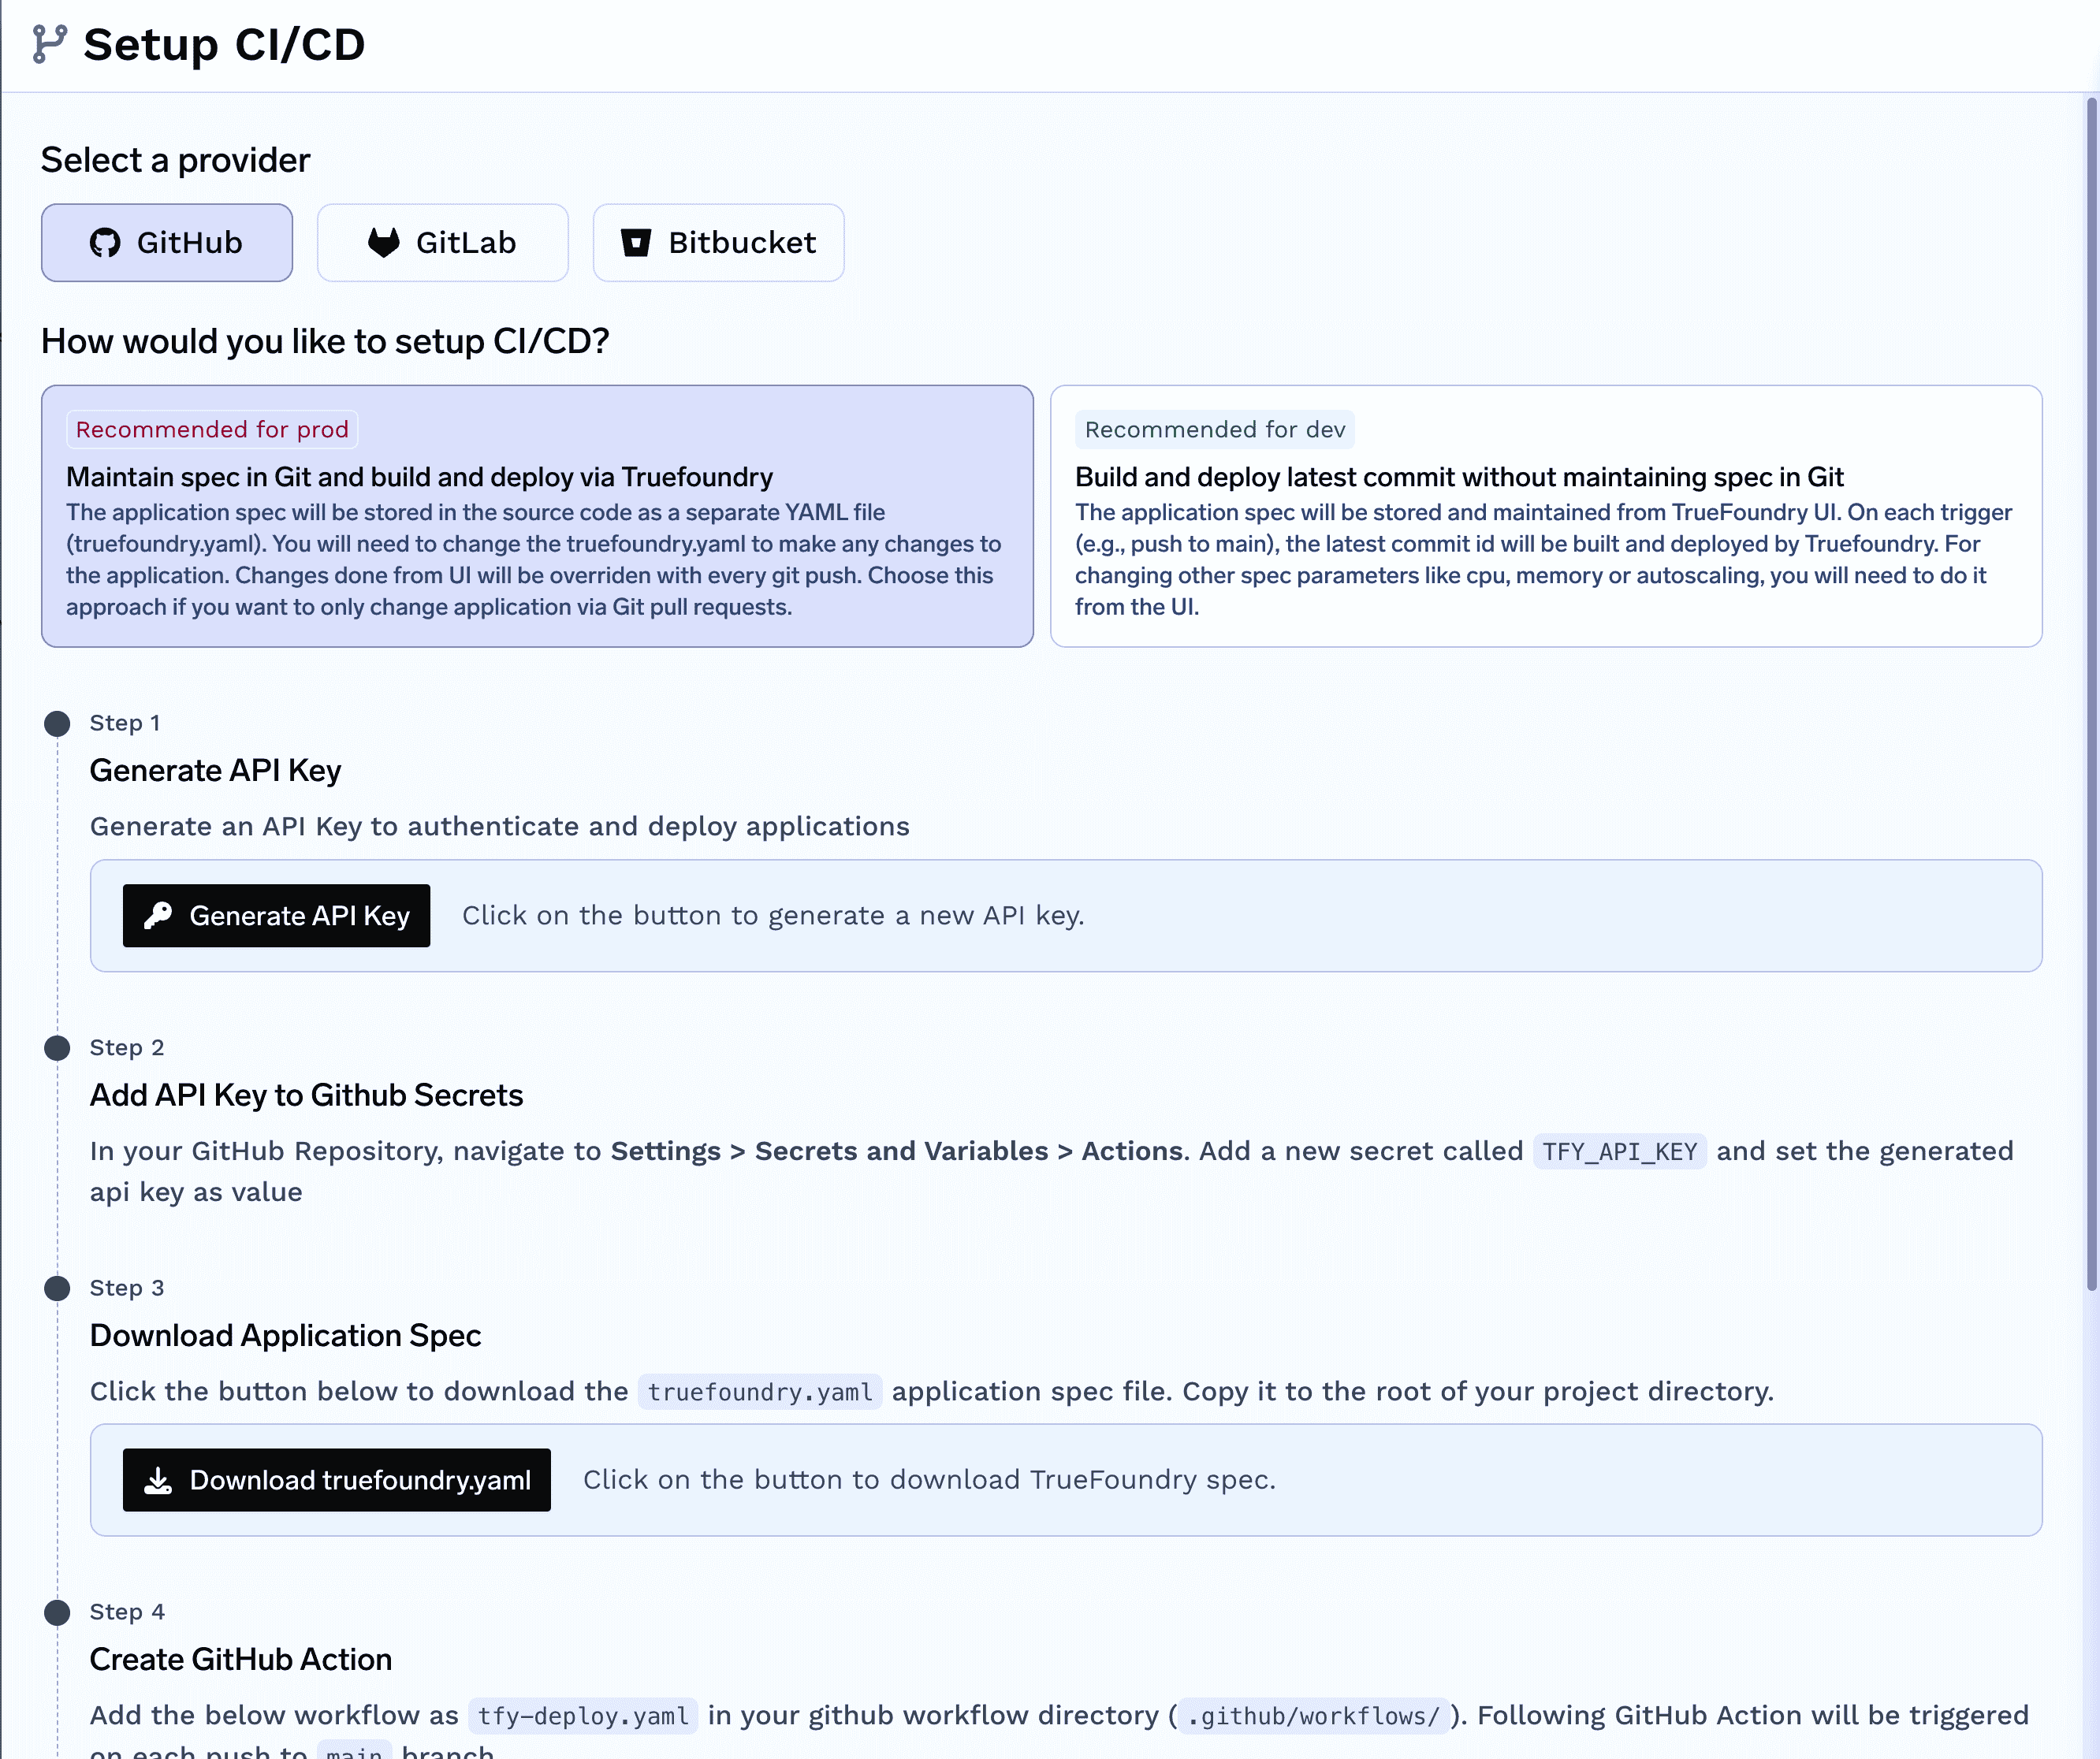 Setup CI/CD
Select a provider
GitHub
GitLab
Bitbucket
How would you like to setup CI/CD?
Recommended for prod
Maintain spec in Git and build and deploy via Truefoundry
The application spec will be stored in the source code as a separate YAML file
(truefoundry.yaml). You will need to change the truefoundry.yaml to make any changes to
the application. Changes done from UI will be overriden with every git push. Choose this
approach if you want to only change application via Git pull requests.
Recommended for dev
Build and deploy latest commit without maintaining spec in Git
The application spec will be stored and maintained from TrueFoundry UI. On each trigger
(e.g., push to main), the latest commit id will be built and deployed by Truefoundry. For
changing other spec parameters like cpu, memory or autoscaling, you will need to do it
from the UI.
Step 1
Generate API Key
Generate an API Key to authenticate and deploy applications
Generate API Key
Click on the button to generate a new API key.
Step 2
Add API Key to Github Secrets
In your GitHub Repository, navigate to Settings > Secrets and Variables > Actions. Add a new secret called TFY_API_KEY and set the generated
api key as value
Step 3
Download Application Spec
Click the button below to download the truefoundry.yaml application spec file. Copy it to the root of your project directory.
Download truefoundry.yaml
Click on the button to download TrueFoundry spec.
Step 4
Create GitHub Action
Add the below workflow as tfy-deploy.yaml in your github workflow directory (.github/workflows/). Following GitHub Action will be triggered
on each push to main branch